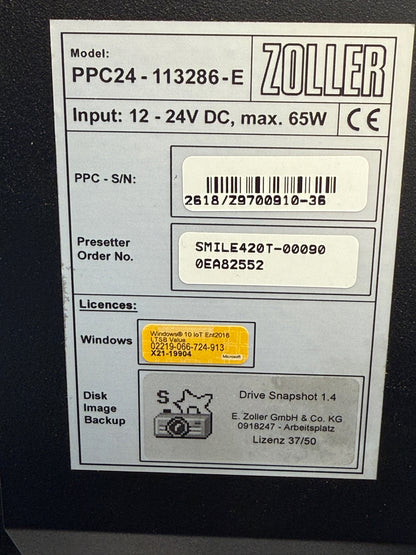 Model:
PPC24 - 113286 - E
ZOLLER
Input: 12 - 24V DC, max. 65W
CE
PPC - S/N:
2618/Z9700910-36
Presetter
Order No.
SMILE420T-00090
0EA82552
Licences:
Windows
Windows® 10 IoT Ent2016
LTSB Value
02219-066-724-913
X21-19904
Microsoft
Disk
Image
Backup
S
Drive Snapshot 1.4
E. Zoller GmbH & Co. KG
0918247 - Arbeitsplatz
Lizenz 37/50